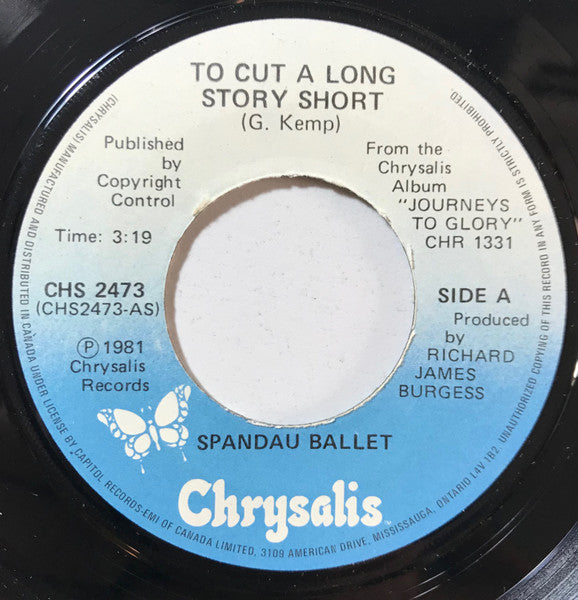 TO CUT A LONG
STORY SHORT
(G. Kemp)
Published
by
Copyright
Control
Time: 3:19
From the
Chrysalis
Album
"JOURNEYS
TO GLORY"
CHR 1331
CHS 2473
(CHS2473-AS)
Ⓟ 1981
Chrysalis
Records
SIDE A
Produced
by RICHARD
JAMES
BURGESS
SPANDAU BALLET
Chrysalis
(CHRYSALIS) MANUFACTURED AND DISTRIBUTED IN CANADA UNDER LICENSE BY CAPITOL RECORDS-EMI OF CANADA LIMITED, 3109 AMERICAN DRIVE, MISSISSAUGA, ONTARIO L4V 1B2. UNAUTHORIZED COPYING OF THIS RECORD IN ANY FORM IS STRICTLY PROHIBITED.